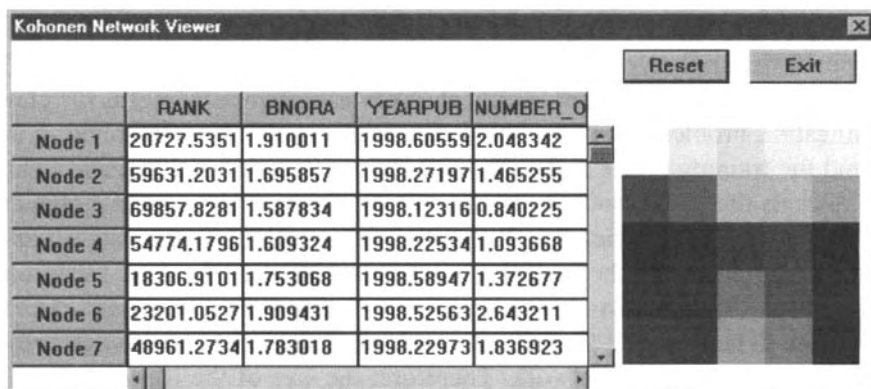 Kohonen Network Viewer
Reset Exit
RANK BNORA YEARPUB NUMBER_O
Node 1 20727.5351 1.910011 1998.60559 2.048342
Node 2 59631.2031 1.695857 1998.27197 1.465255
Node 3 69857.8281 1.587834 1998.12316 0.840225
Node 4 54774.1796 1.609324 1998.22534 1.093668
Node 5 18306.9101 1.753068 1998.58947 1.372677
Node 6 23201.0527 1.909431 1998.52563 2.643211
Node 7 48961.2734 1.783018 1998.22973 1.836923